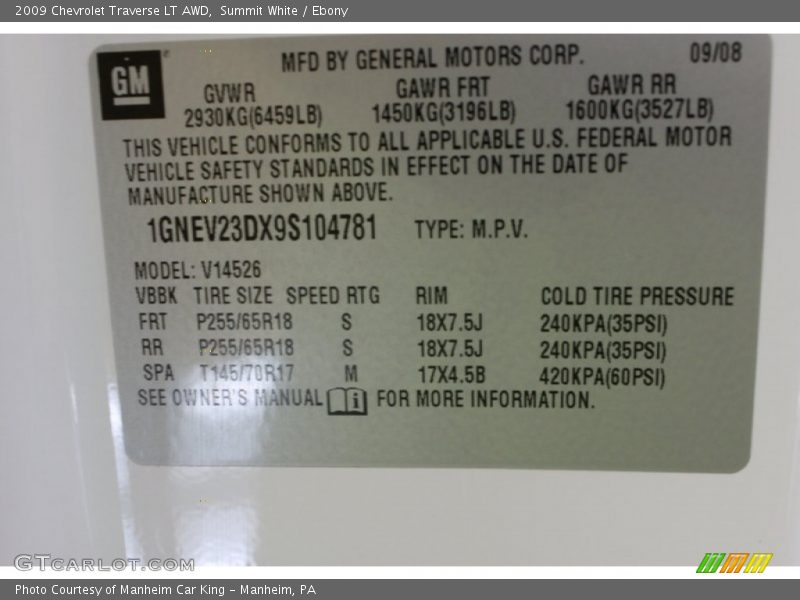 2009 Chevrolet Traverse LT AWD,  Summit White / Ebony
GM
MFD BY GENERAL MOTORS CORP. 09/08
GVWR GAWR FRT GAWR RR
2930KG(6459LB) 1450KG(3196LB) 1600KG(3527LB)
THIS VEHICLE CONFORMS TO ALL APPLICABLE U.S. FEDERAL MOTOR
VEHICLE SAFETY STANDARDS IN EFFECT ON THE DATE OF
MANUFACTURE SHOWN ABOVE.
1GNEV23DX9S104781 TYPE: M.P.V.
MODEL: V14526
VBBK TIRE SIZE SPEED RTG RIM COLD TIRE PRESSURE
FRT P255/65R18 S 18X7.5J 240KPA(35PSI)
RR P255/65R18 S 18X7.5J 240KPA(35PSI)
SPA T145/70R17 M 17X4.5B 420KPA(60PSI)
SEE OWNER'S MANUAL i FOR MORE INFORMATION.
GTCARLOT.COM
Photo Courtesy of Manheim Car King - Manheim, PA